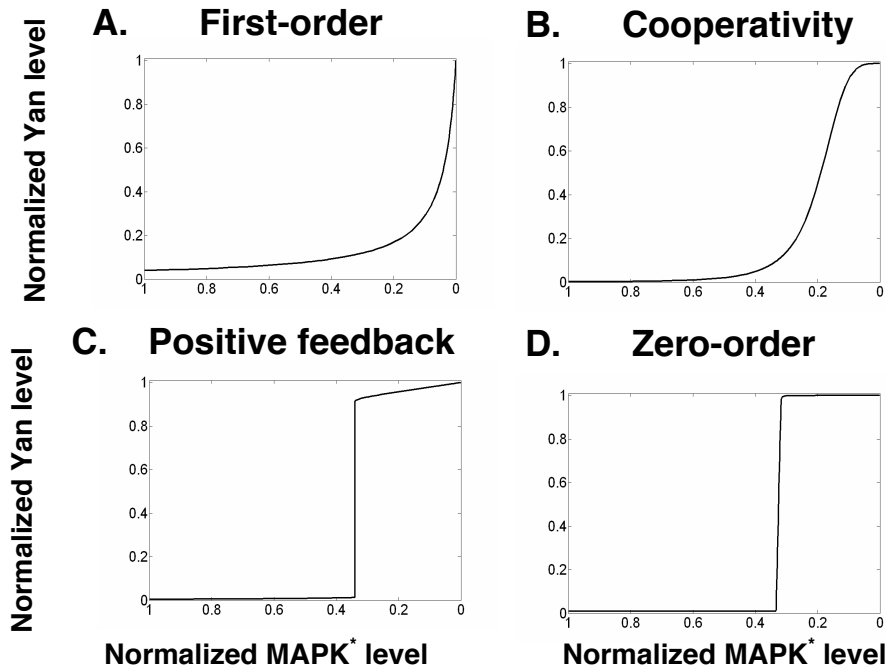 A. First-order
B. Cooperativity
Normalized Yan level
1
0.8
0.6
0.4
0.2
0
1 0.8 0.6 0.4 0.2 0
1
0.8
0.6
0.4
0.2
0
1 0.8 0.6 0.4 0.2 0
C. Positive feedback
D. Zero-order
Normalized Yan level
1
0.8
0.6
0.4
0.2
0
1 0.8 0.6 0.4 0.2 0
1
0.8
0.6
0.4
0.2
0
1 0.8 0.6 0.4 0.2 0
Normalized MAPK* level
Normalized MAPK* level